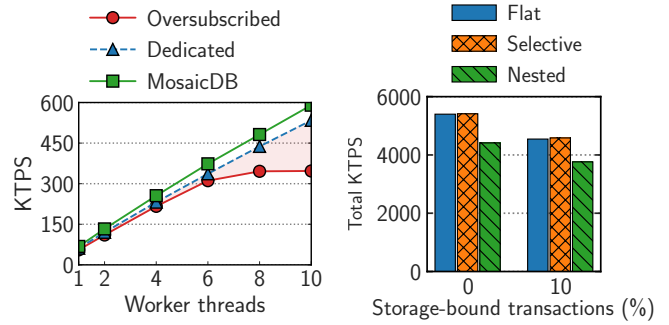 Oversubscribed
Dedicated
MosaicDB
KTPS
600
450
300
150
0
1 2 4 6 8 10
Worker threads
Flat
Selective
Nested
Total KTPS
6000
4000
2000
0
0 10
Storage-bound transactions (%)